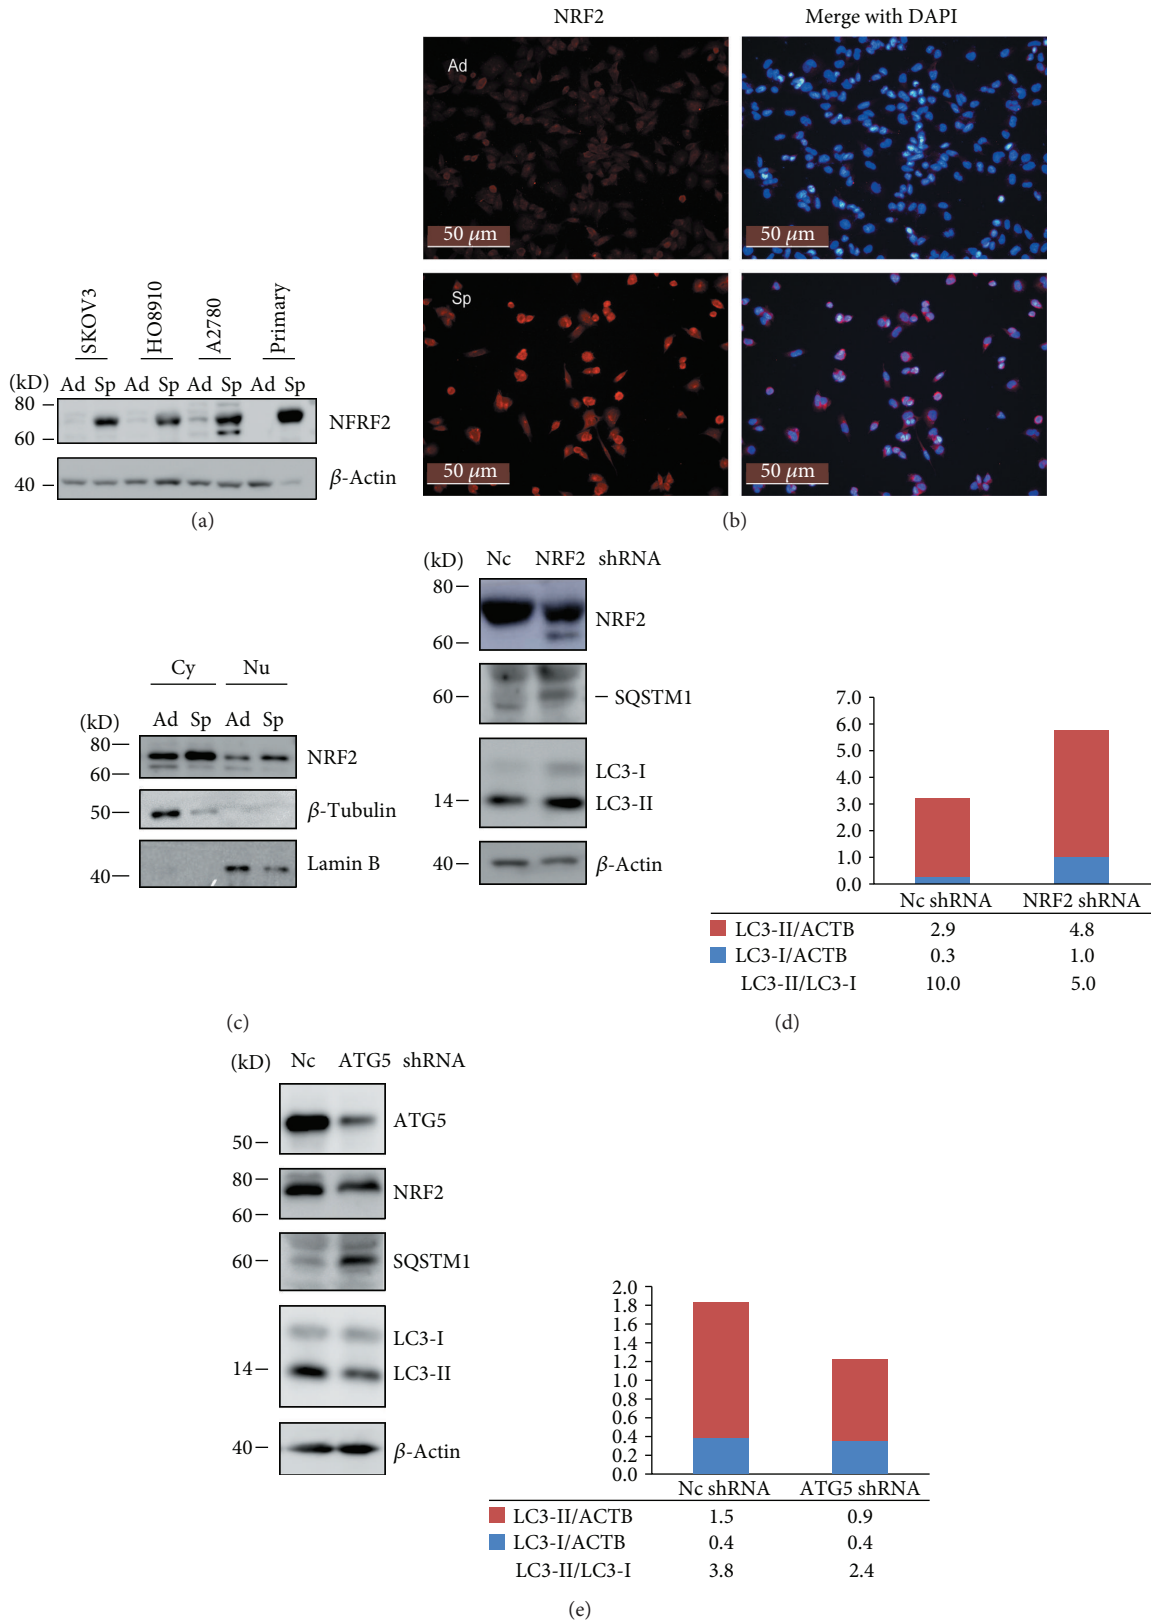 NRF2 Merge with DAPI
Ad
50 μm 50 μm
Sp
50 μm 50 μm
SKOV3 HO8910 A2780 Primary
(kD) Ad Sp Ad Sp Ad Sp Ad Sp
80
60
NFRF2
40
β-Actin
(a)
(b)
Cy Nu
(kD) Ad Sp Ad Sp
80
60
NRF2
50
β-Tubulin
40
Lamin B
(c)
(kD) Nc NRF2 shRNA
80
60
NRF2
60
SQSTM1
LC3-I
14
LC3-II
40
β-Actin
7.0
6.0
5.0
4.0
3.0
2.0
1.0
0.0
Nc shRNA NRF2 shRNA
LC3-II/ACTB 2.9 4.8
LC3-I/ACTB 0.3 1.0
LC3-II/LC3-I 10.0 5.0
(d)
(kD) Nc ATG5 shRNA
ATG5
50
80
60
NRF2
60
SQSTM1
LC3-I
14
LC3-II
40
β-Actin
2.0
1.8
1.6
1.4
1.2
1.0
0.8
0.6
0.4
0.2
0.0
Nc shRNA ATG5 shRNA
LC3-II/ACTB 1.5 0.9
LC3-I/ACTB 0.4 0.4
LC3-II/LC3-I 3.8 2.4
(e)